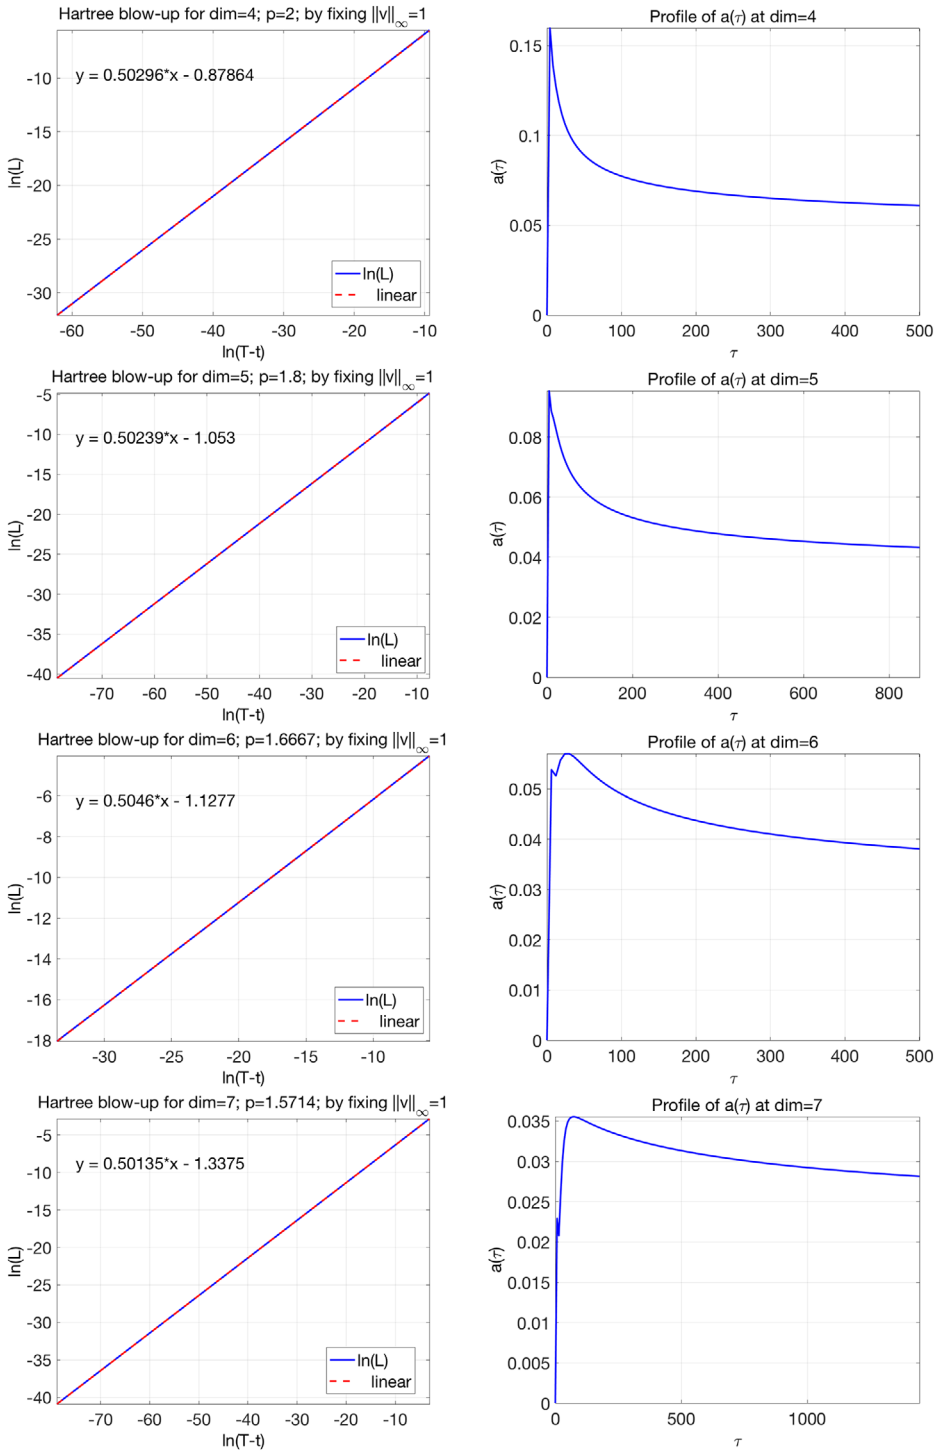 Hartree blow-up for dim=4; p=2; by fixing ||v||∞=1
y = 0.50296*x - 0.87864
ln(L)
-10
-15
-20
-25
-30
ln(L)
linear
-60 -50 -40 -30 -20 -10
ln(T-t)
Profile of a(τ) at dim=4
a(τ)
0.15
0.1
0.05
0
0 100 200 300 400 500
τ
Hartree blow-up for dim=5; p=1.8; by fixing ||v||∞=1
y = 0.50239*x - 1.053
ln(L)
-5
-10
-15
-20
-25
-30
-35
-40
ln(L)
linear
-70 -60 -50 -40 -30 -20 -10
ln(T-t)
Profile of a(τ) at dim=5
a(τ)
0.08
0.06
0.04
0.02
0
0 200 400 600 800
τ
Hartree blow-up for dim=6; p=1.6667; by fixing ||v||∞=1
y = 0.5046*x - 1.1277
ln(L)
-6
-8
-10
-12
-14
-16
-18
ln(L)
linear
-30 -25 -20 -15 -10
ln(T-t)
Profile of a(τ) at dim=6
a(τ)
0.05
0.04
0.03
0.02
0.01
0
0 100 200 300 400 500
τ
Hartree blow-up for dim=7; p=1.5714; by fixing ||v||∞=1
y = 0.50135*x - 1.3375
ln(L)
-5
-10
-15
-20
-25
-30
-35
-40
ln(L)
linear
-70 -60 -50 -40 -30 -20 -10
ln(T-t)
Profile of a(τ) at dim=7
a(τ)
0.035
0.03
0.025
0.02
0.015
0.01
0.005
0
0 500 1000
τ